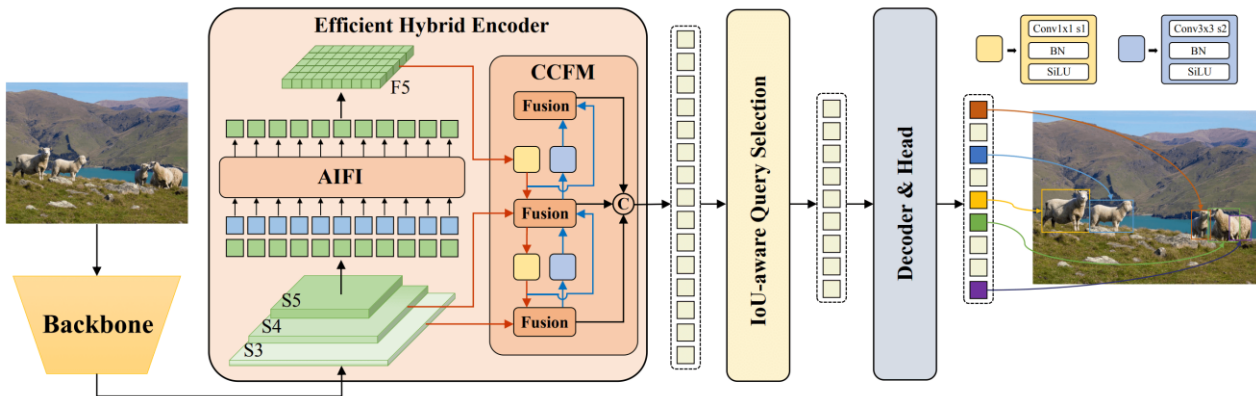 Efficient Hybrid Encoder
CCFM
F5
Fusion
AIFI
Fusion
C
S5
S4
S3
Fusion
Backbone
IoU-aware Query Selection
Decoder & Head
Conv1x1 s1
BN
SiLU
Conv3x3 s2
BN
SiLU